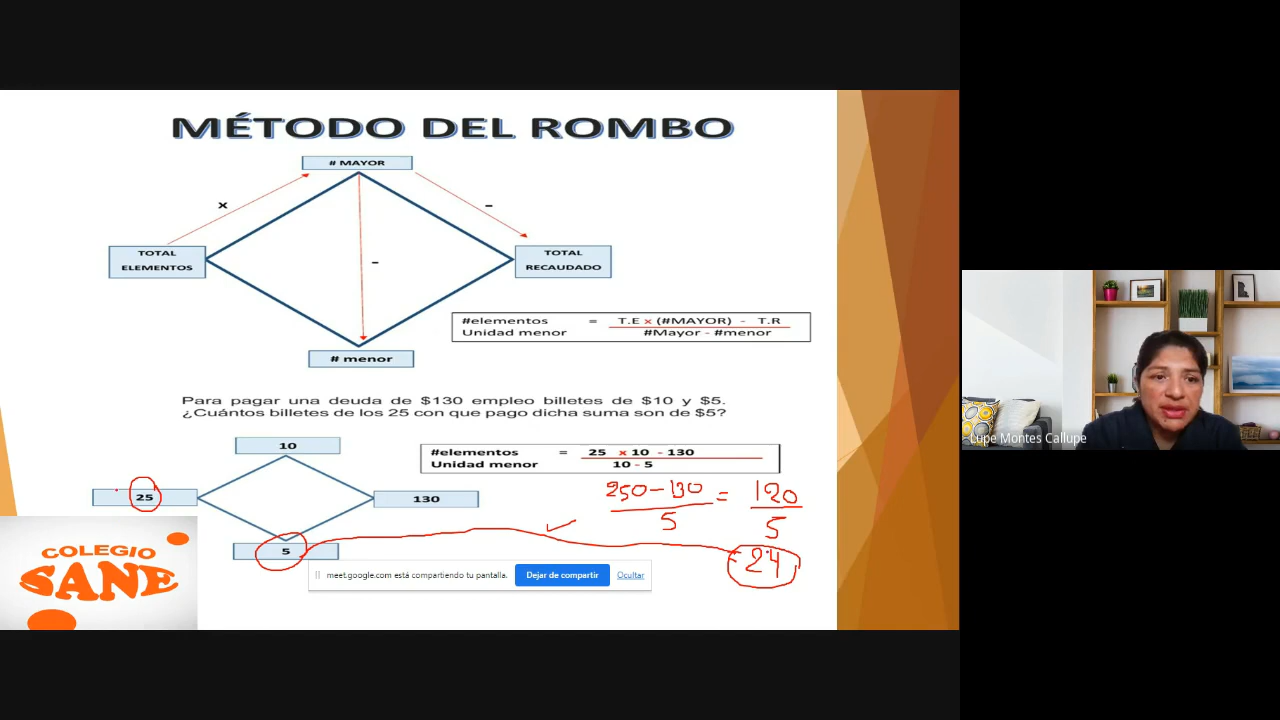 MÉTODO DEL ROMBO
# MAYOR
x
-
TOTAL
ELEMENTOS
-
TOTAL
RECAUDADO
#elementos = T.E x (#MAYOR) - T.R
Unidad menor #Mayor - #menor
# menor
Para pagar una deuda de $130 empleo billetes de $10 y $5.
¿Cuántos billetes de los 25 con que pago dicha suma son de $5?
10
#elementos = 25 x 10 - 130
Unidad menor 10 - 5
25
130
250-130 = 120
5 5
5
24
COLEGIO
SANE
meet.google.com está compartiendo tu pantalla. Dejar de compartir Ocultar
Lupe Montes Callupe